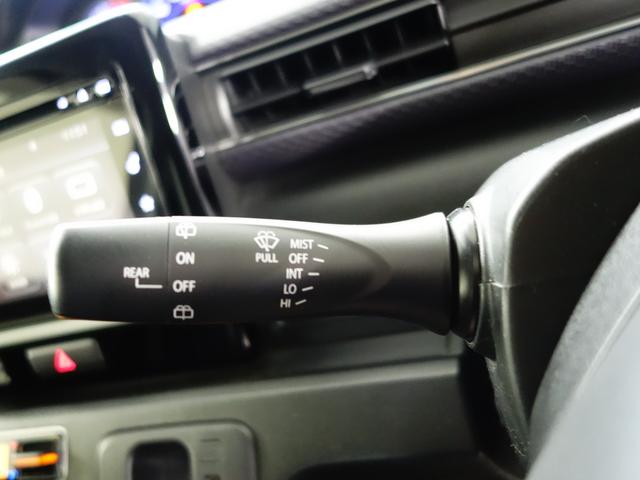 ON
REAR
OFF
PULL
MIST
OFF
INT
LO
HI